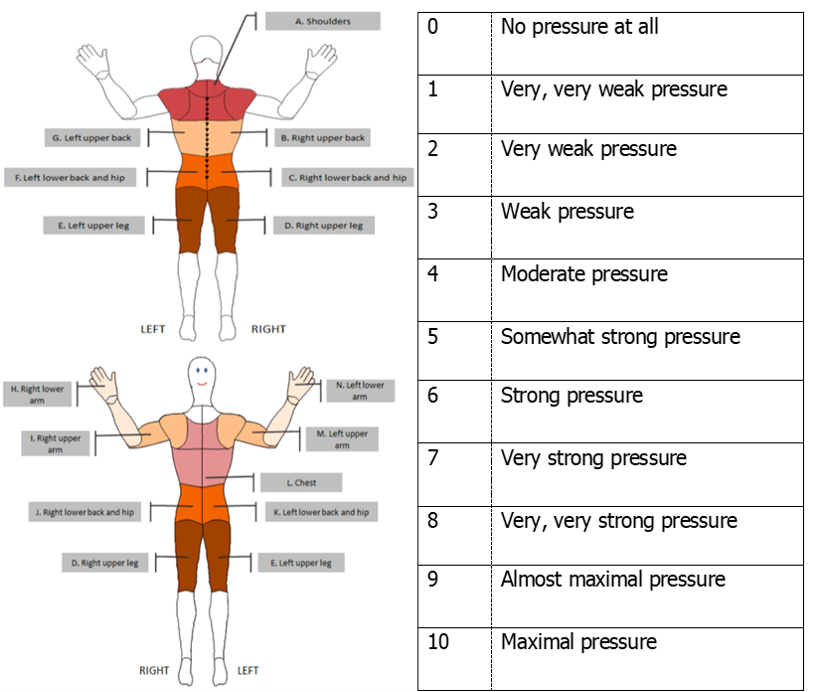 A. Shoulders
G. Left upper back
B. Right upper back
F. Left lower back and hip
C. Right lower back and hip
E. Left upper leg
D. Right upper leg
LEFT
RIGHT
H. Right lower
arm
N. Left lower
arm
I. Right upper
arm
M. Left upper
arm
L. Chest
J. Right lower back and hip
K. Left lower back and hip
D. Right upper leg
E. Left upper leg
RIGHT
LEFT
0 No pressure at all
1 Very, very weak pressure
2 Very weak pressure
3 Weak pressure
4 Moderate pressure
5 Somewhat strong pressure
6 Strong pressure
7 Very strong pressure
8 Very, very strong pressure
9 Almost maximal pressure
10 Maximal pressure